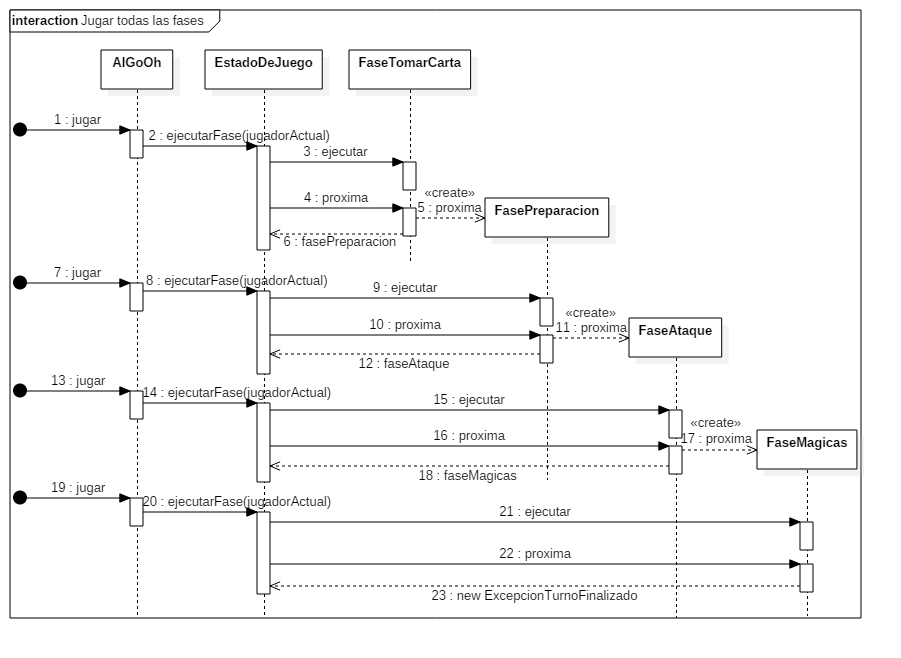 interaction Jugar todas las fases
AlGoOh
EstadoDeJuego
FaseTomarCarta
1 : jugar
2 : ejecutarFase(jugadorActual)
3 : ejecutar
4 : proxima
«create»
5 : proxima
FasePreparacion
6 : fasePreparacion
7 : jugar
8 : ejecutarFase(jugadorActual)
9 : ejecutar
10 : proxima
«create»
11 : proxima
FaseAtaque
12 : faseAtaque
13 : jugar
14 : ejecutarFase(jugadorActual)
15 : ejecutar
16 : proxima
«create»
17 : proxima
FaseMagicas
18 : faseMagicas
19 : jugar
20 : ejecutarFase(jugadorActual)
21 : ejecutar
22 : proxima
23 : new ExcepcionTurnoFinalizado